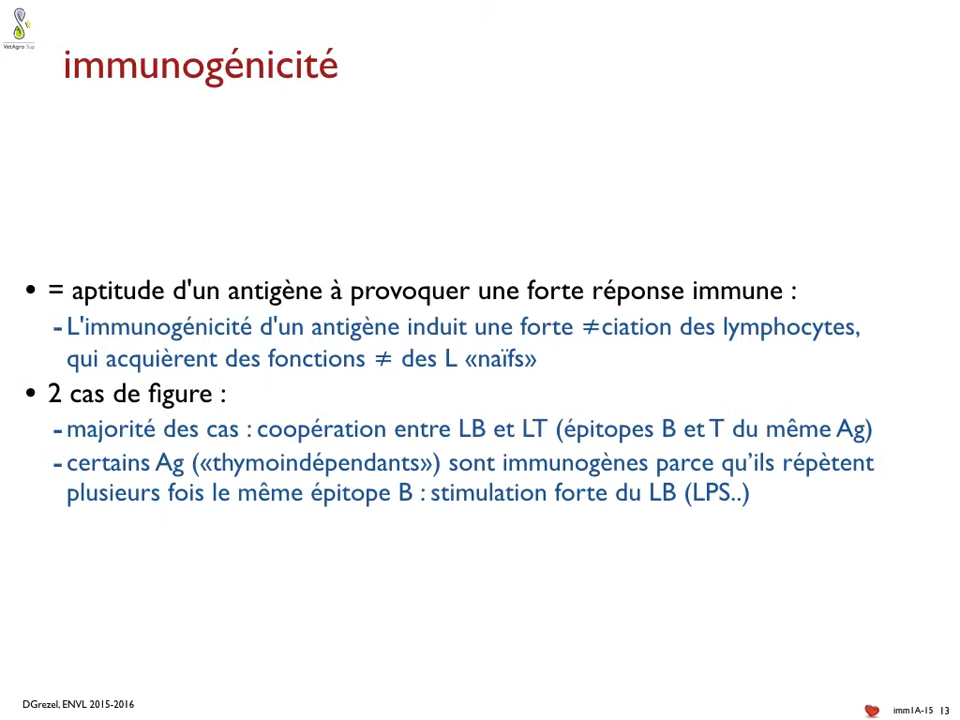 VetAgro Sup
immunogénicité
• = aptitude d'un antigène à provoquer une forte réponse immune :
- L'immunogénicité d'un antigène induit une forte ≠ciation des lymphocytes,
qui acquièrent des fonctions ≠ des L «naïfs»
• 2 cas de figure :
- majorité des cas : coopération entre LB et LT (épitopes B et T du même Ag)
- certains Ag («thymoindépendants») sont immunogènes parce qu’ils répètent
plusieurs fois le même épitope B : stimulation forte du LB (LPS..)
DGrezel, ENVL 2015-2016
imm1A-15 13